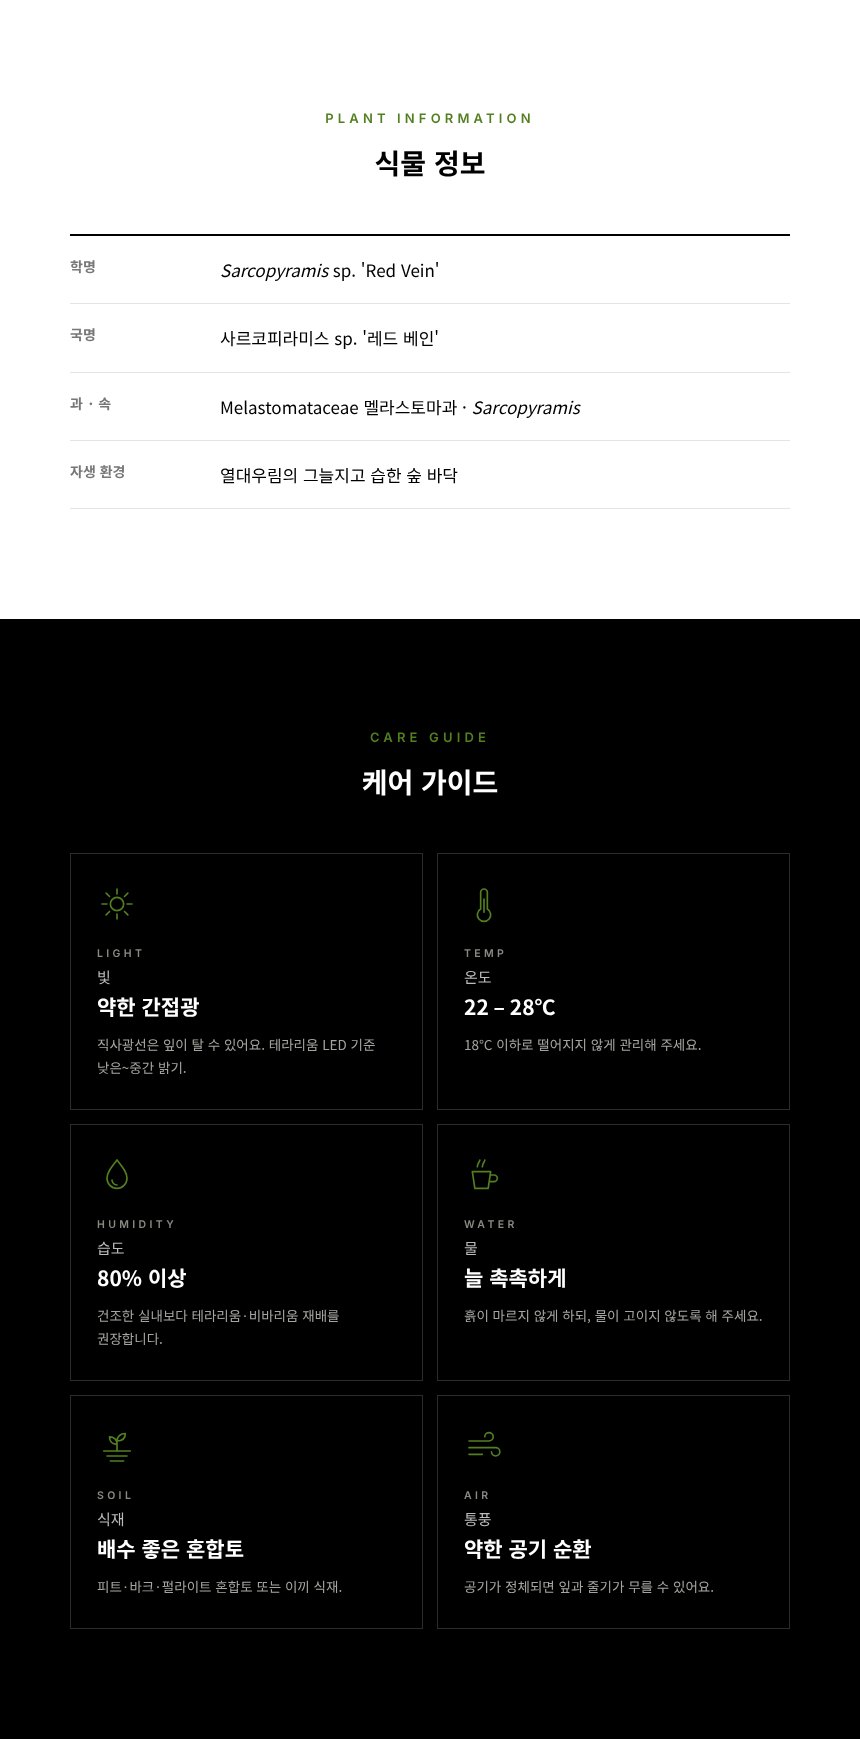 PLANT INFORMATION
식물 정보
학명
Sarcopyramis sp. 'Red Vein'
국명
사르코피라미스 sp. '레드 베인'
과 · 속
Melastomataceae 멜라스토마과 · Sarcopyramis
자생 환경
열대우림의 그늘지고 습한 숲 바닥
CARE GUIDE
케어 가이드
LIGHT
빛
약한 간접광
직사광선은 잎이 탈 수 있어요. 테라리움 LED 기준
낮은~중간 밝기.
TEMP
온도
22 – 28℃
18℃ 이하로 떨어지지 않게 관리해 주세요.
HUMIDITY
습도
80% 이상
건조한 실내보다 테라리움·비바리움 재배를
권장합니다.
WATER
물
늘 촉촉하게
흙이 마르지 않게 하되, 물이 고이지 않도록 해 주세요.
SOIL
식재
배수 좋은 혼합토
피트·바크·펄라이트 혼합토 또는 이끼 식재.
AIR
통풍
약한 공기 순환
공기가 정체되면 잎과 줄기가 무를 수 있어요.